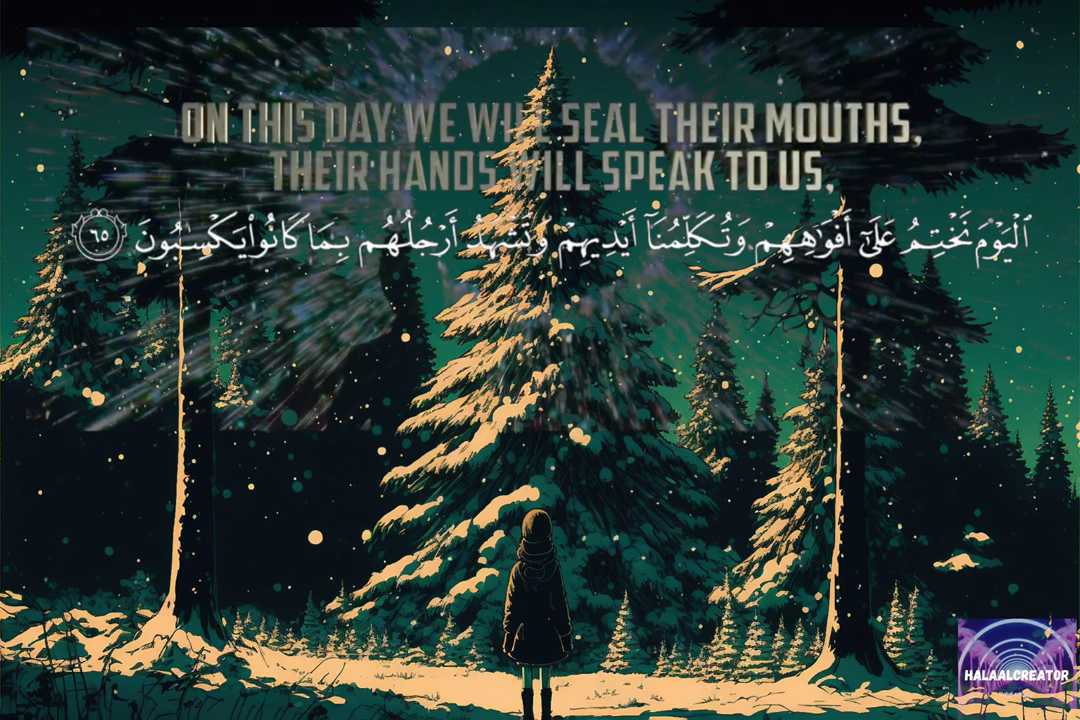 ON THIS DAY WE WILL SEAL THEIR MOUTHS,
THEIR HANDS WILL SPEAK TO US,
ٱلْيَوْمَ نَخْتِمُ عَلَىٰٓ أَفْوَٰهِهِمْ وَتُكَلِّمُنَآ أَيْدِيهِمْ وَتَشْهَدُ أَرْجُلُهُم بِمَا كَانُوا۟ يَكْسِبُونَ ٦٥
HALAALCREATOR